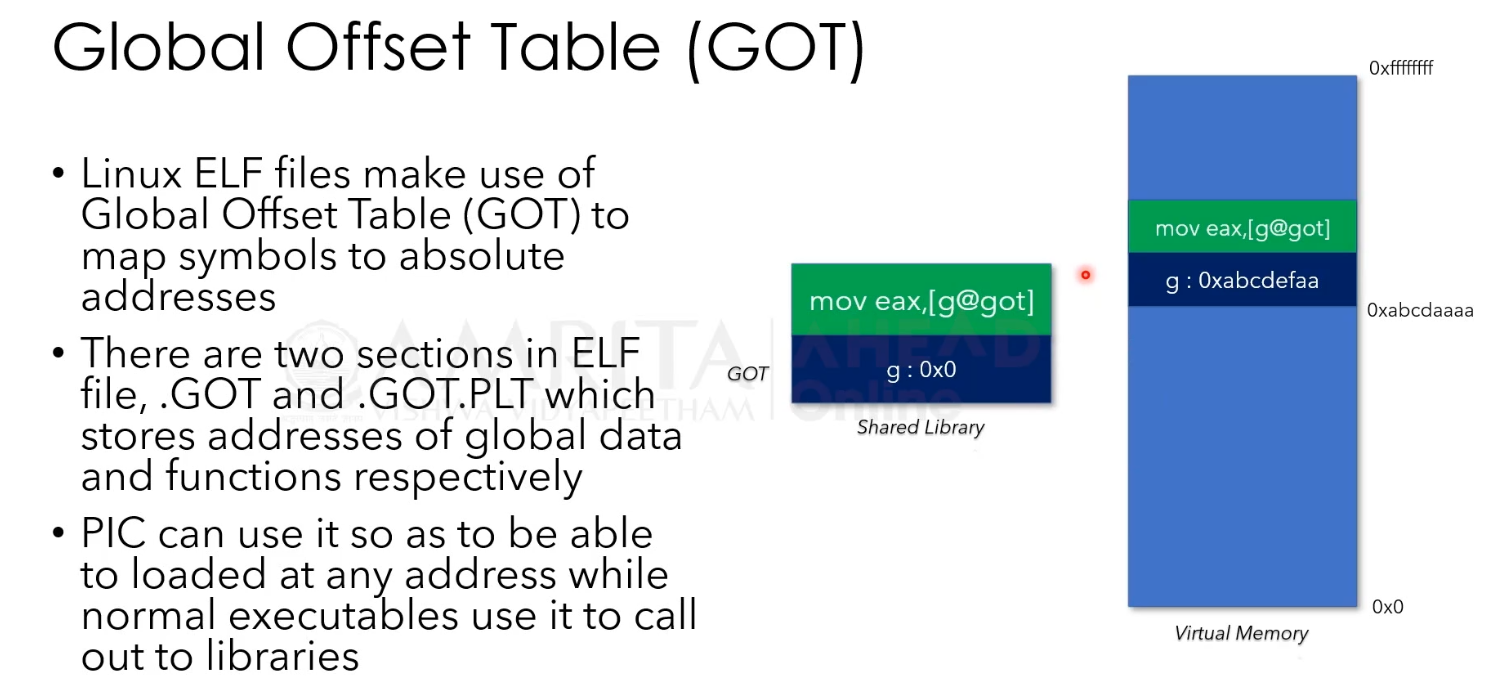 Global Offset Table (GOT)
• Linux ELF files make use of
Global Offset Table (GOT) to
map symbols to absolute
addresses
• There are two sections in ELF
file, .GOT and .GOT.PLT which
stores addresses of global data
and functions respectively
• PIC can use it so as to be able
to loaded at any address while
normal executables use it to call
out to libraries
AMRITA
VISHWA VIDYAPEETHAM
AHEAD
Online
mov eax,[g@got]
GOT
g : 0x0
Shared Library
0xffffffff
mov eax,[g@got]
g : 0xabcdefaa
0xabcdaaaa
0x0
Virtual Memory